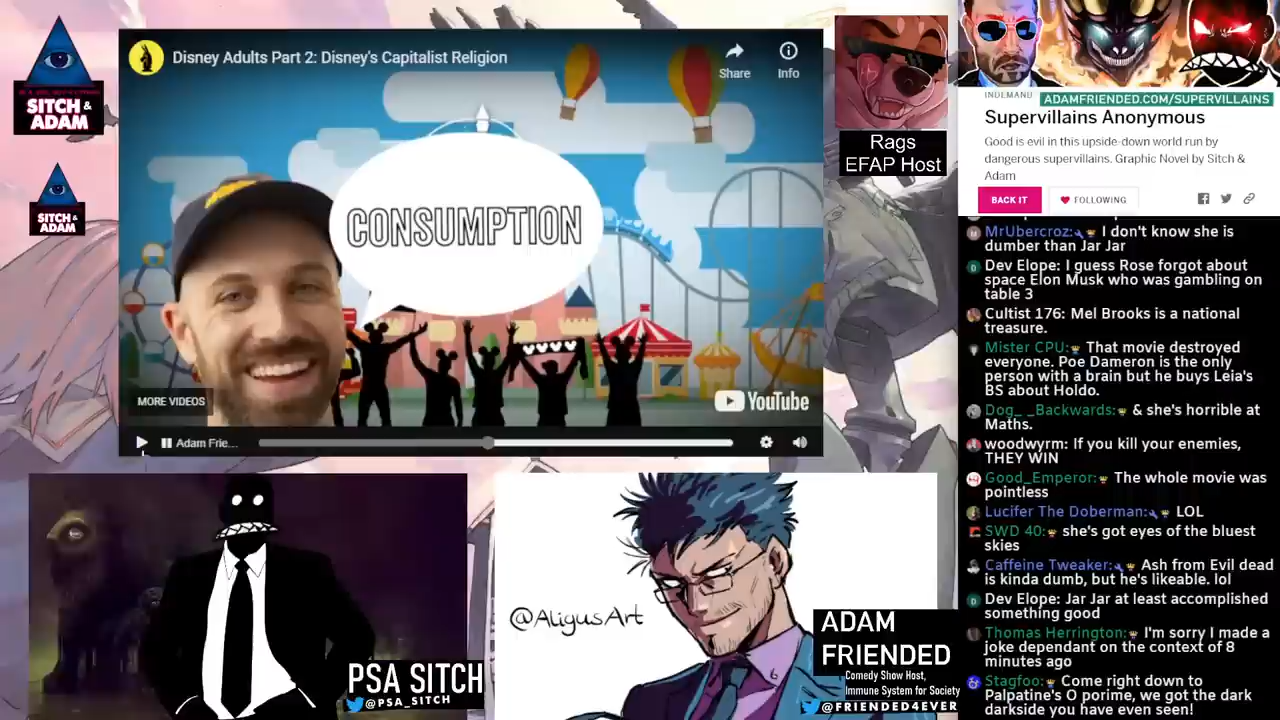 SITCH &
ADAM
SITCH &
ADAM
Disney Adults Part 2: Disney's Capitalist Religion
Share
Info
CONSUMPTION
MORE VIDEOS
YouTube
Adam Frie...
Rags
EFAP Host
INDEMAND
ADAMFRIENDED.COM/SUPERVILLAINS
Supervillains Anonymous
Good is evil in this upside-down world run by
dangerous supervillains. Graphic Novel by Sitch &
Adam
BACK IT
FOLLOWING
MrUbercroz: I don't know she is
dumber than Jar Jar
Dev Elope: I guess Rose forgot about
space Elon Musk who was gambling on
table 3
Cultist 176: Mel Brooks is a national
treasure.
Mister CPU: That movie destroyed
everyone. Poe Dameron is the only
person with a brain but he buys Leia's
BS about Holdo.
Dog_ _Backwards: & she's horrible at
Maths.
woodwyrm: If you kill your enemies,
THEY WIN
Good_Emperor: The whole movie was
pointless
Lucifer The Doberman: LOL
SWD 40: she's got eyes of the bluest
skies
Caffeine Tweaker: Ash from Evil dead
is kinda dumb, but he's likeable. lol
Dev Elope: Jar Jar at least accomplished
something good
Thomas Herrington: I'm sorry I made a
joke dependant on the context of 8
minutes ago
Stagfoo: Come right down to
Palpatine's O porime, we got the dark
darkside you have even seen!
PSA SITCH
@PSA_SITCH
@AligusArt
ADAM
FRIENDED
Comedy Show Host,
Immune System for Society
@FRIENDED4EVER